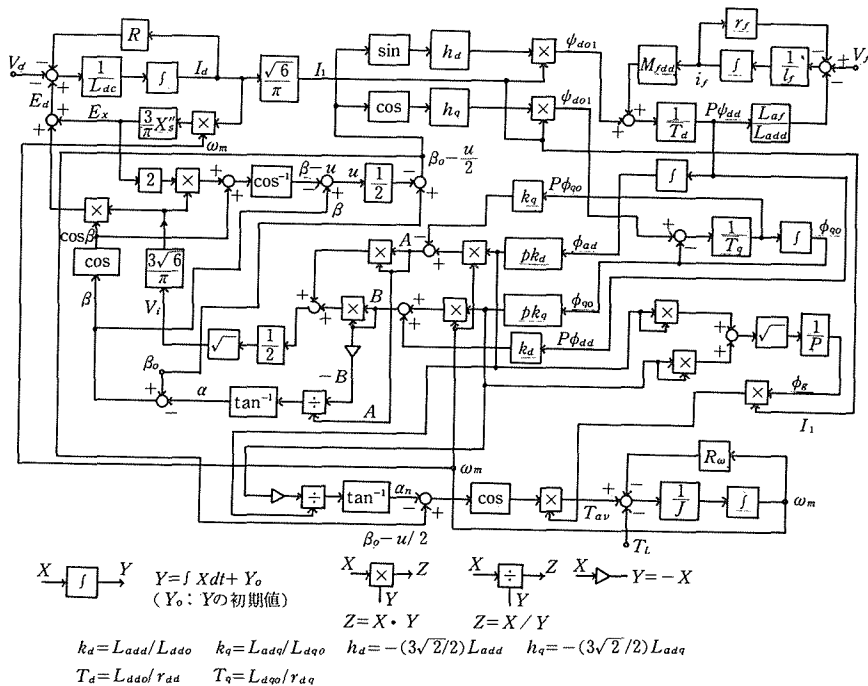 R
r_f
V_d
1/L_dc
∫
I_d
√6/π
I_1
sin
h_d
×
ψ_do1
M_fdd
i_f
∫
1/l_f
V_f
E_d
E_x
3/π X_s''
×
ω_m
cos
h_q
×
ψ_do1
1/T_d
Pψ_dd
L_af/L_add
β_o−u/2
2
×
cos⁻¹
β−u
u
1/2
∫
β
k_q
Pϕ_qo
×
cosβ
cos
3√6/π
×
A
×
pk_d
ϕ_ad
1/T_q
∫
ϕ_qo
β
V_i
√
1/2
×
B
×
pk_q
ϕ_qo
k_d
Pϕ_dd
×
×
√
1/P
β_o
−B
α
tan⁻¹
÷
A
×
ϕ_g
I_1
ω_m
R_ω
÷
tan⁻¹
α_n
cos
×
T_av
1/J
∫
ω_m
β_o−u/2
T_L
X ∫ Y Y=∫Xdt+Y_o
(Y_o: Yの初期値)
X × Z X ÷ Z X Y=−X
Y Y
Z=X・Y Z=X/Y
k_d=L_add/L_ddo k_q=L_adq/L_dqo h_d=−(3√2/2)L_add h_q=−(3√2/2)L_adq
T_d=L_ddo/r_dd T_q=L_dqo/r_dq